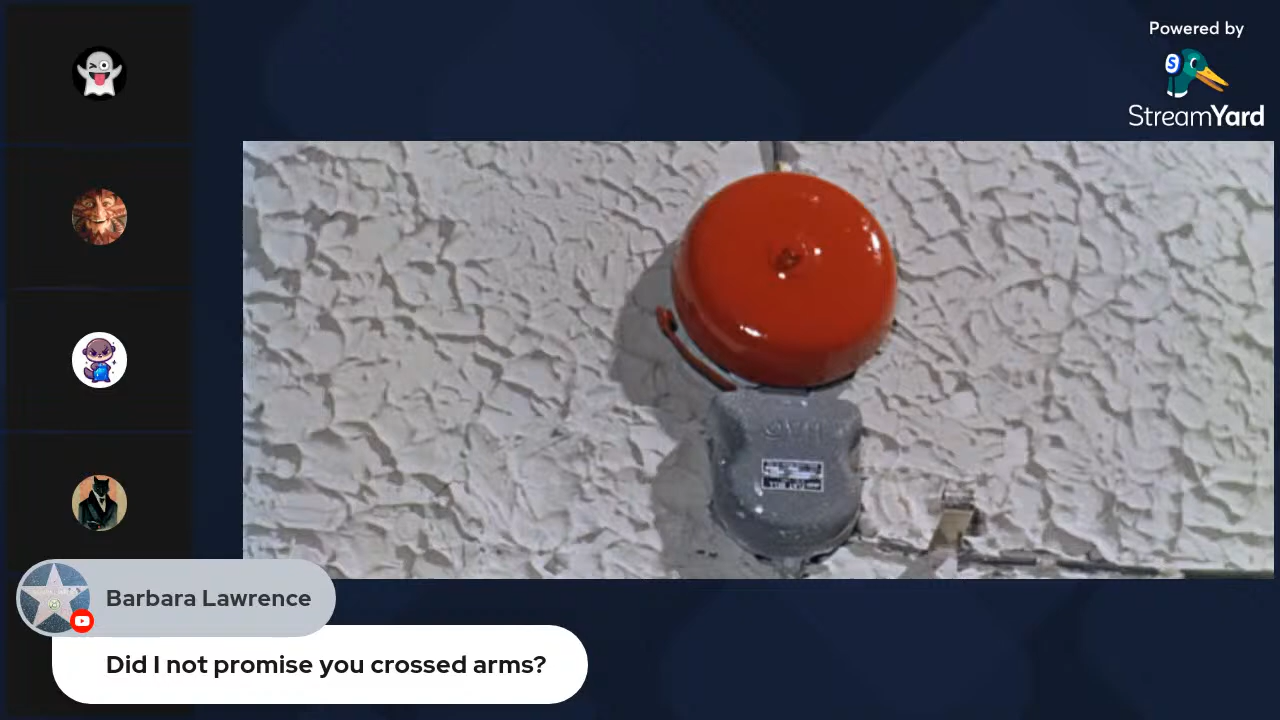 Powered by
StreamYard
Barbara Lawrence
Did I not promise you crossed arms?